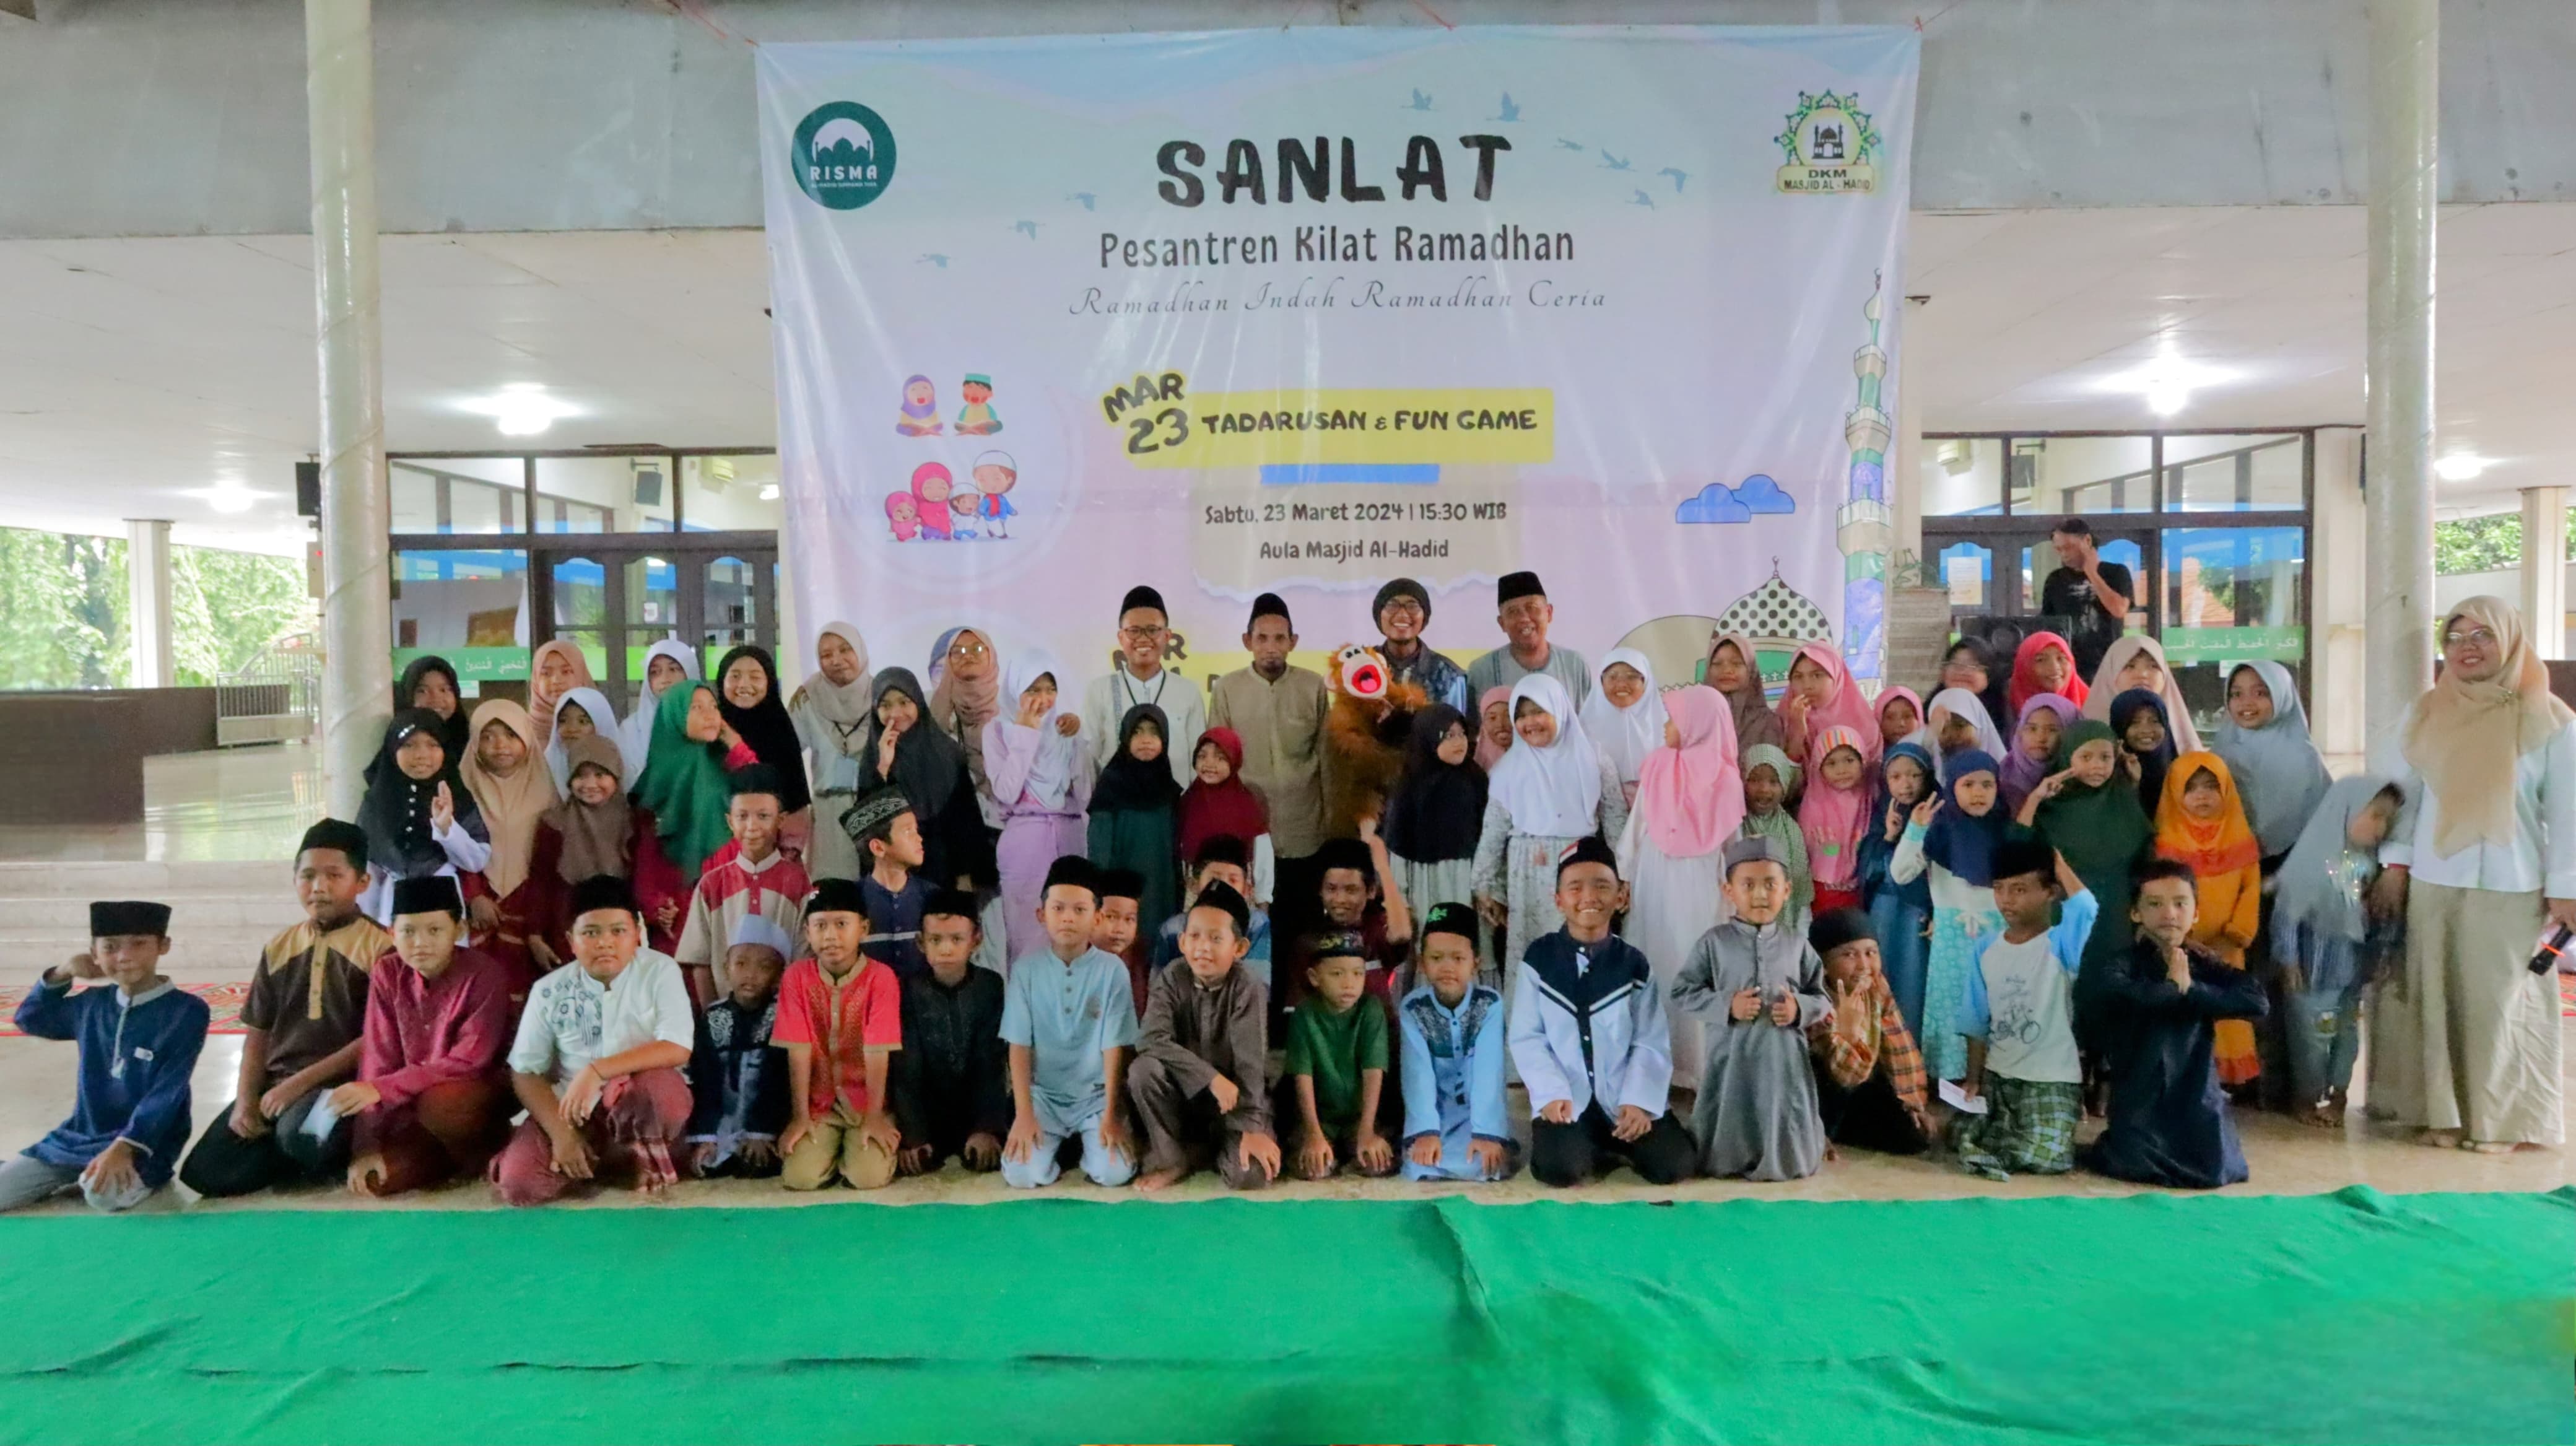 RISMA
DKM
MASJID AL-HADID
SANLAT
Pesantren Kilat Ramadhan
Ramadhan Indah Ramadhan Ceria
MAR
23
TADARUSAN & FUN GAME
Sabtu, 23 Maret 2024 | 15:30 WIB
Aula Masjid Al-Hadid